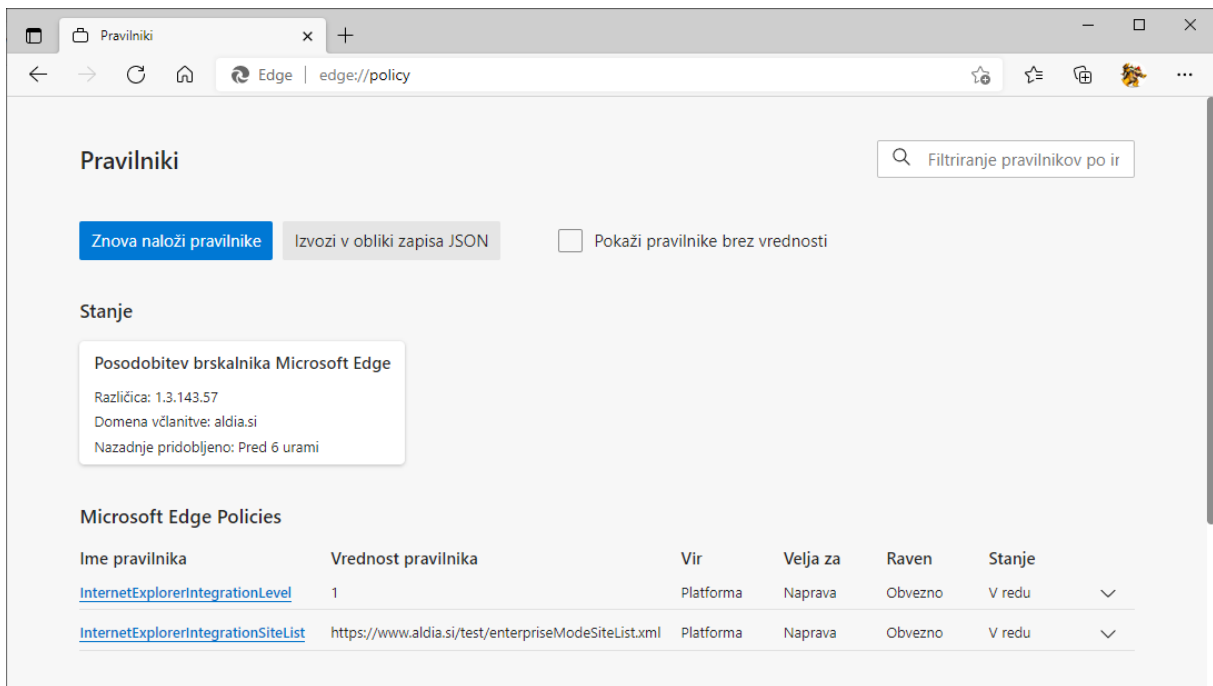 Pravilniki
Edge | edge://policy
Pravilniki
Filtriranje pravilnikov po
Znova naloži pravilnike
Izvozi v obliki zapisa JSON
Pokaži pravilnike brez vrednosti
Stanje
Posodobitev brskalnika Microsoft Edge
Različica: 1.3.143.57
Domena včlanitve: aldia.si
Nazadnje pridobljeno: Pred 6 urami
Microsoft Edge Policies
Ime pravilnika Vrednost pravilnika Vir Velja za Raven Stanje
InternetExplorerIntegrationLevel 1 Platforma Naprava Obvezno V redu
InternetExplorerIntegrationSiteList https://www.aldia.si/test/enterpriseModeSiteList.xml Platforma Naprava Obvezno V redu